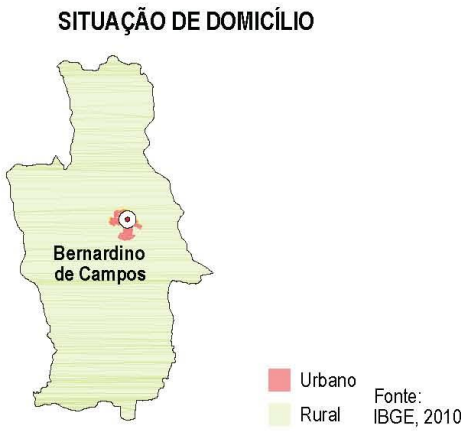 SITUAÇÃO DE DOMICÍLIO
Bernardino
de Campos
Urbano
Rural
Fonte:
IBGE, 2010